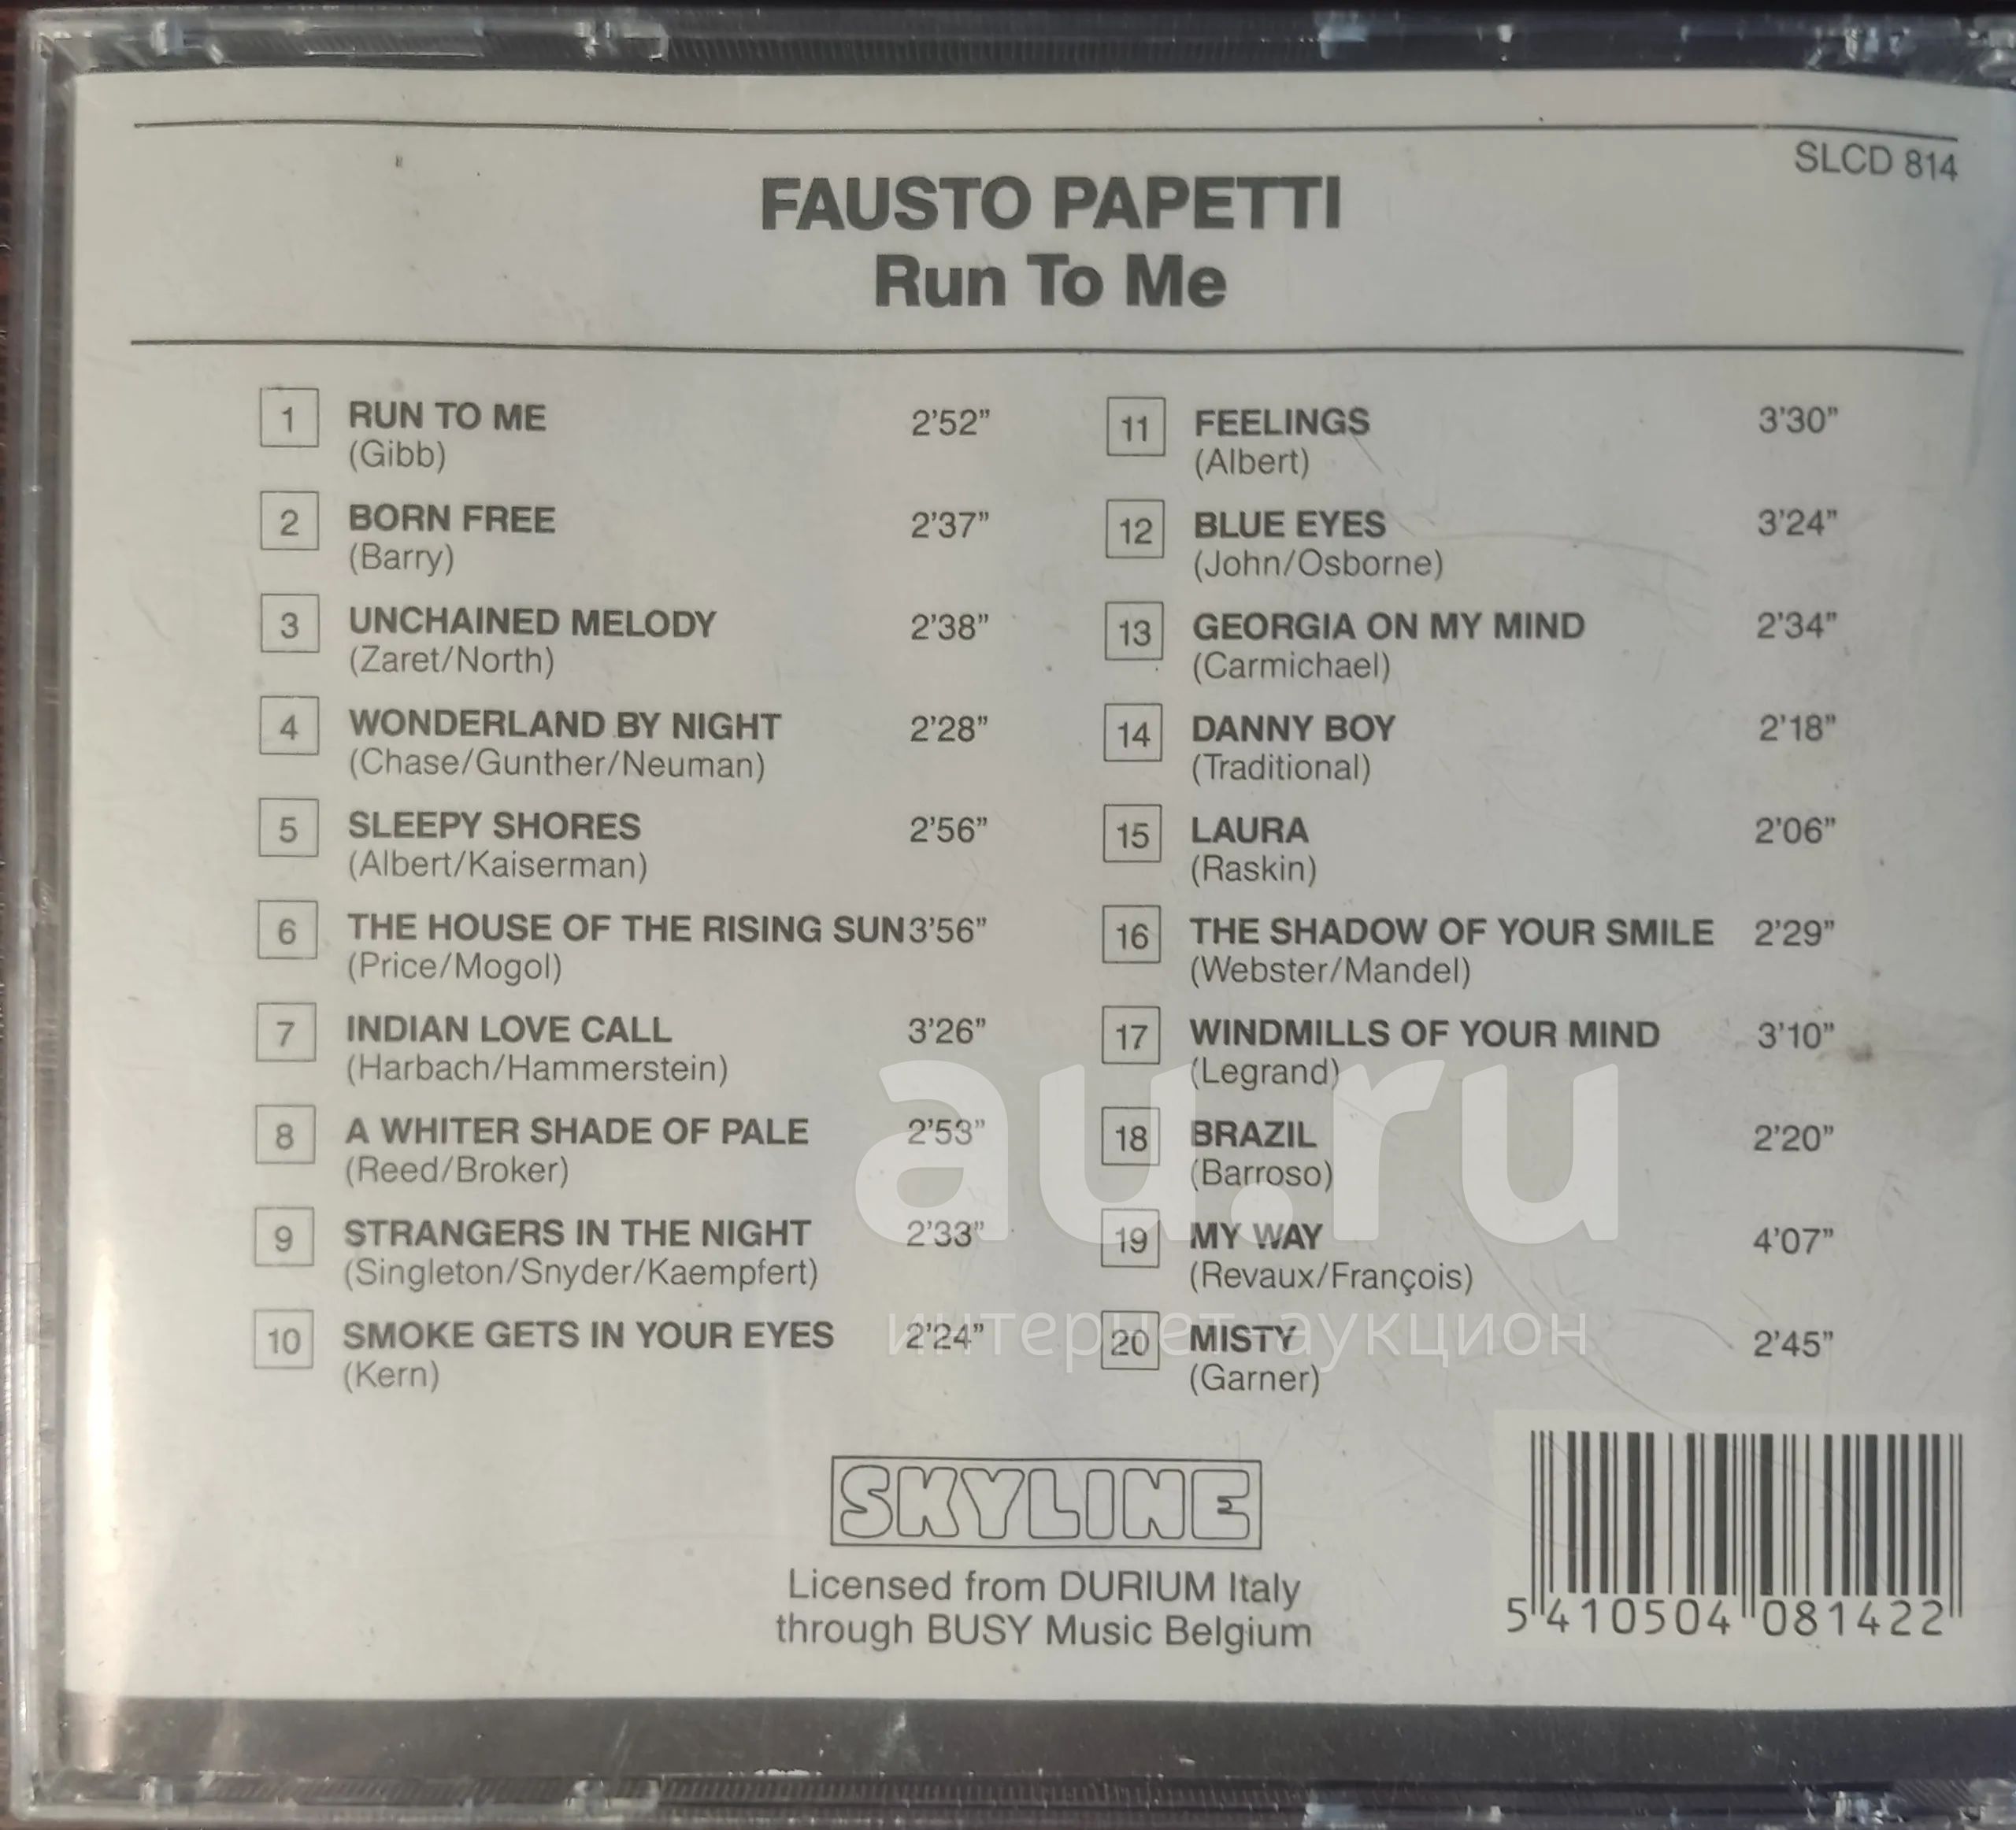 SLCD 814
FAUSTO PAPETTI
Run To Me
1 RUN TO ME 2'52”
(Gibb)
2 BORN FREE 2'37”
(Barry)
3 UNCHAINED MELODY 2'38”
(Zaret/North)
4 WONDERLAND BY NIGHT 2'28”
(Chase/Gunther/Neuman)
5 SLEEPY SHORES 2'56”
(Albert/Kaiserman)
6 THE HOUSE OF THE RISING SUN 3'56”
(Price/Mogol)
7 INDIAN LOVE CALL 3'26”
(Harbach/Hammerstein)
8 A WHITER SHADE OF PALE 2'53”
(Reed/Broker)
9 STRANGERS IN THE NIGHT 2'33”
(Singleton/Snyder/Kaempfert)
10 SMOKE GETS IN YOUR EYES 2'24”
(Kern)
11 FEELINGS 3'30”
(Albert)
12 BLUE EYES 3'24”
(John/Osborne)
13 GEORGIA ON MY MIND 2'34”
(Carmichael)
14 DANNY BOY 2'18”
(Traditional)
15 LAURA 2'06”
(Raskin)
16 THE SHADOW OF YOUR SMILE 2'29”
(Webster/Mandel)
17 WINDMILLS OF YOUR MIND 3'10”
(Legrand)
18 BRAZIL 2'20”
(Barroso)
19 MY WAY 4'07”
(Revaux/François)
20 MISTY 2'45”
(Garner)
au.ru
интернет аукцион
SKYLINE
Licensed from DURIUM Italy
through BUSY Music Belgium
5 410504 081422